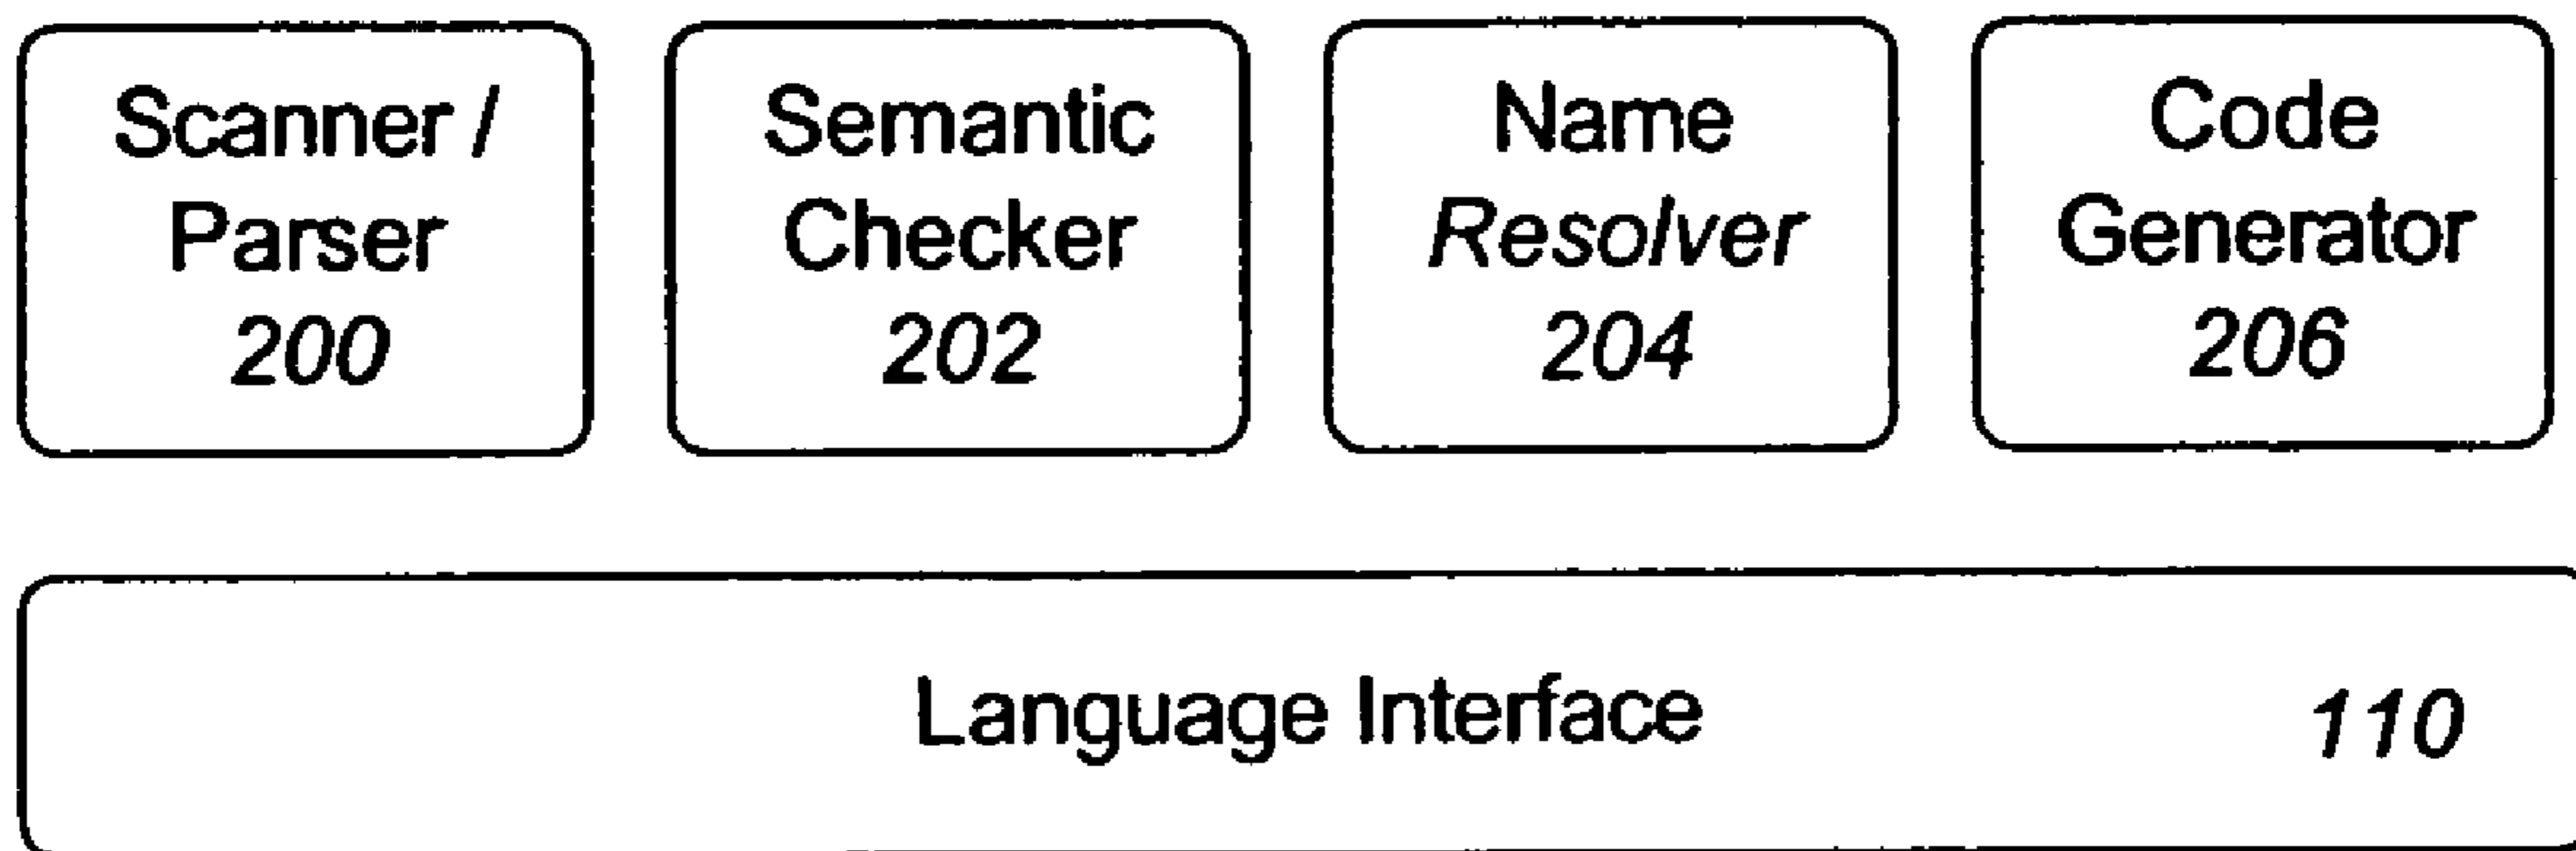 Scanner /
Parser
200
Semantic
Checker
202
Name
Resolver
204
Code
Generator
206
Language Interface 110